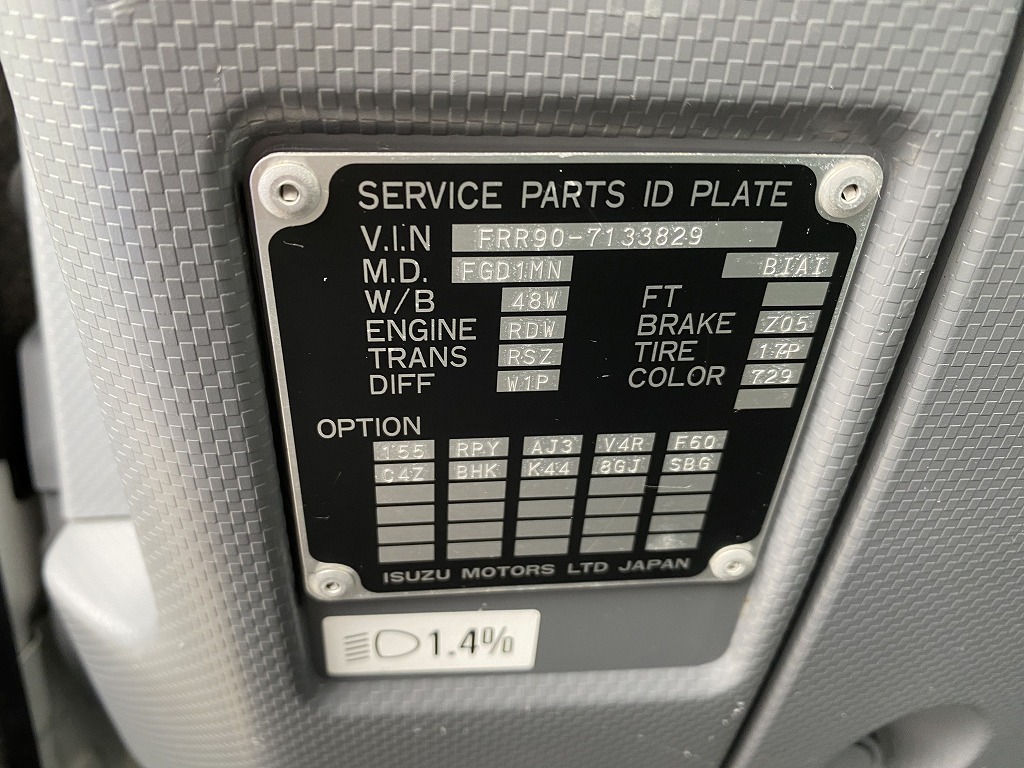 SERVICE PARTS ID PLATE
V.I.N FRR90-7133829
M.D. FGD1MN BIAI
W/B 48W FT
ENGINE RDW BRAKE Z05
TRANS RSZ TIRE 1ZP
DIFF W1P COLOR 729
OPTION
155 RPY AJ3 V4R F60
C4Z BHK K44 8GJ SBG
ISUZU MOTORS LTD JAPAN
1.4%